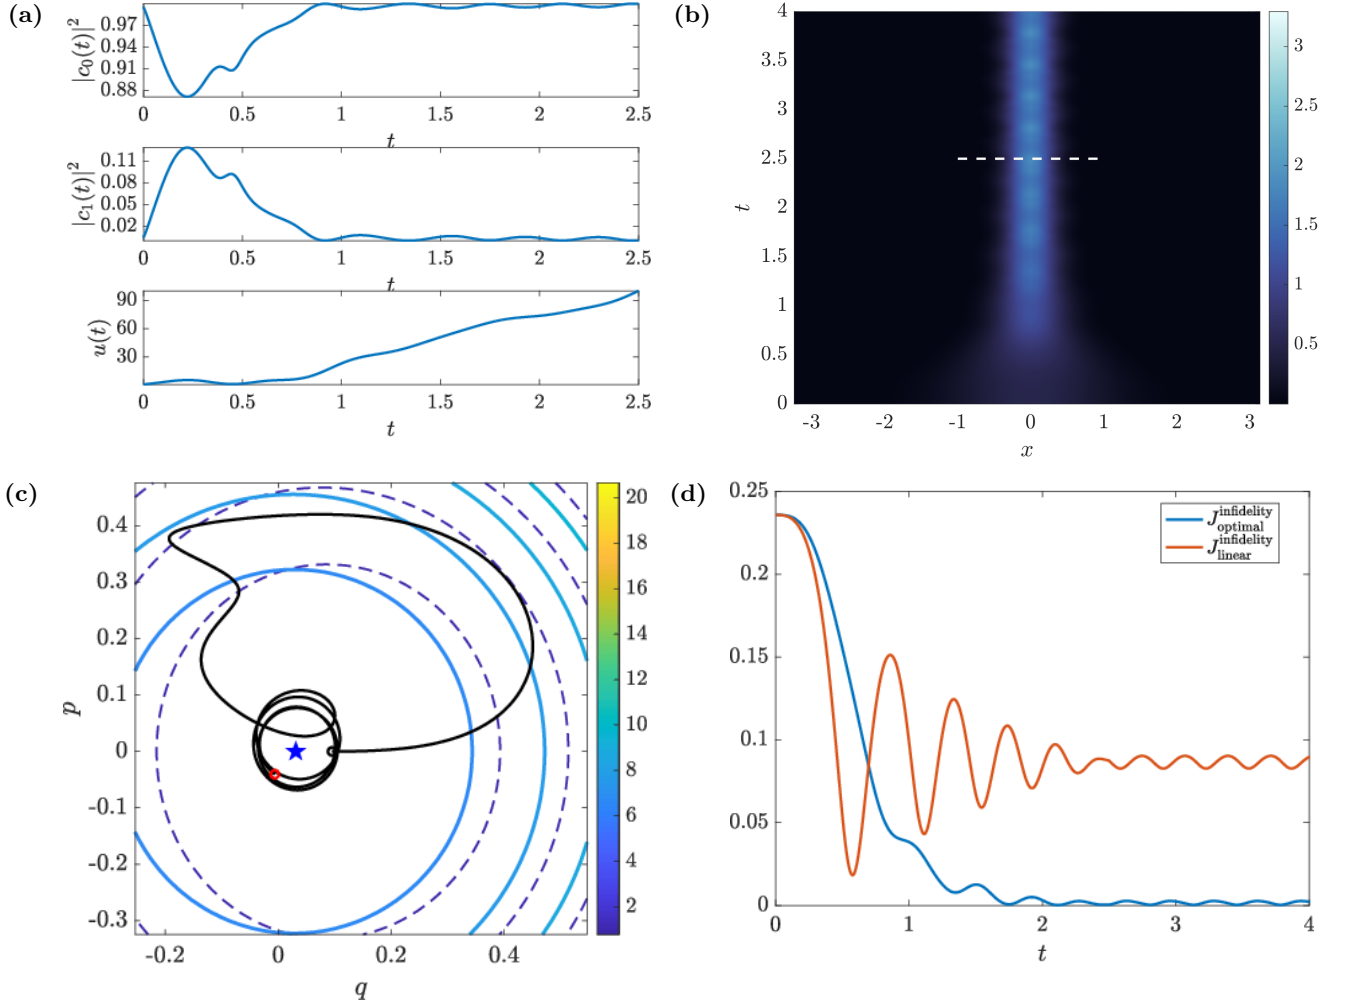 (a)
|c₀(t)|²
0.97
0.94
0.91
0.88
0 0.5 1 1.5 2 2.5
t
|c₁(t)|²
0.11
0.08
0.05
0.02
0 0.5 1 1.5 2 2.5
t
u(t)
90
60
30
0 0.5 1 1.5 2 2.5
t
(b)
t
4
3.5
3
2.5
2
1.5
1
0.5
0
-3 -2 -1 0 1 2 3
x
3
2.5
2
1.5
1
0.5
(c)
p
0.4
0.3
0.2
0.1
0
-0.1
-0.2
-0.3
-0.2 0 0.2 0.4
q
20
18
16
14
12
10
8
6
4
2
(d)
0.25
0.2
0.15
0.1
0.05
0
0 1 2 3 4
t
J^infidelity_optimal
J^infidelity_linear